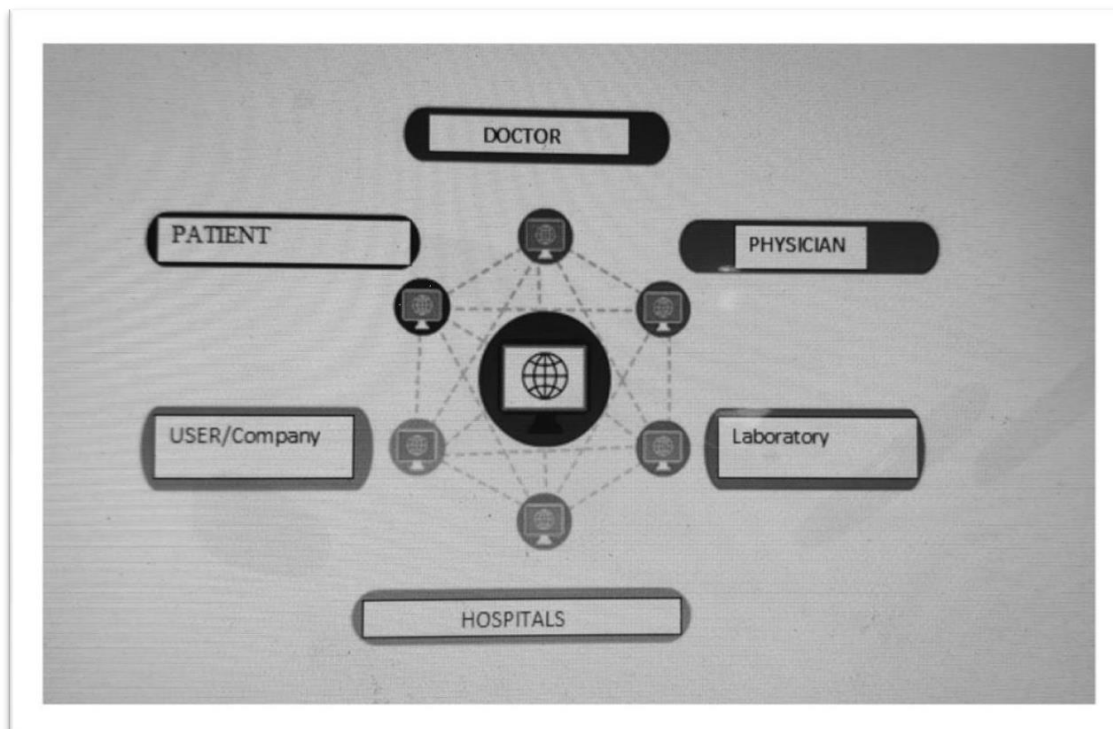 DOCTOR
PATIENT
PHYSICIAN
USER/Company
Laboratory
HOSPITALS